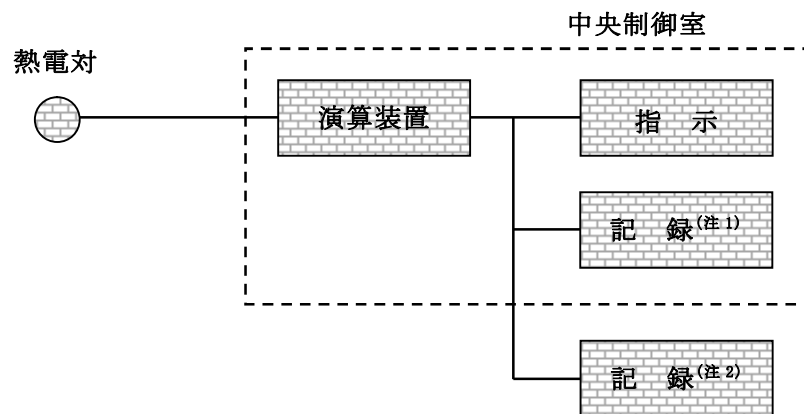 中央制御室
熱電対
演算装置
指 示
記 録(注1)
記 録(注2)